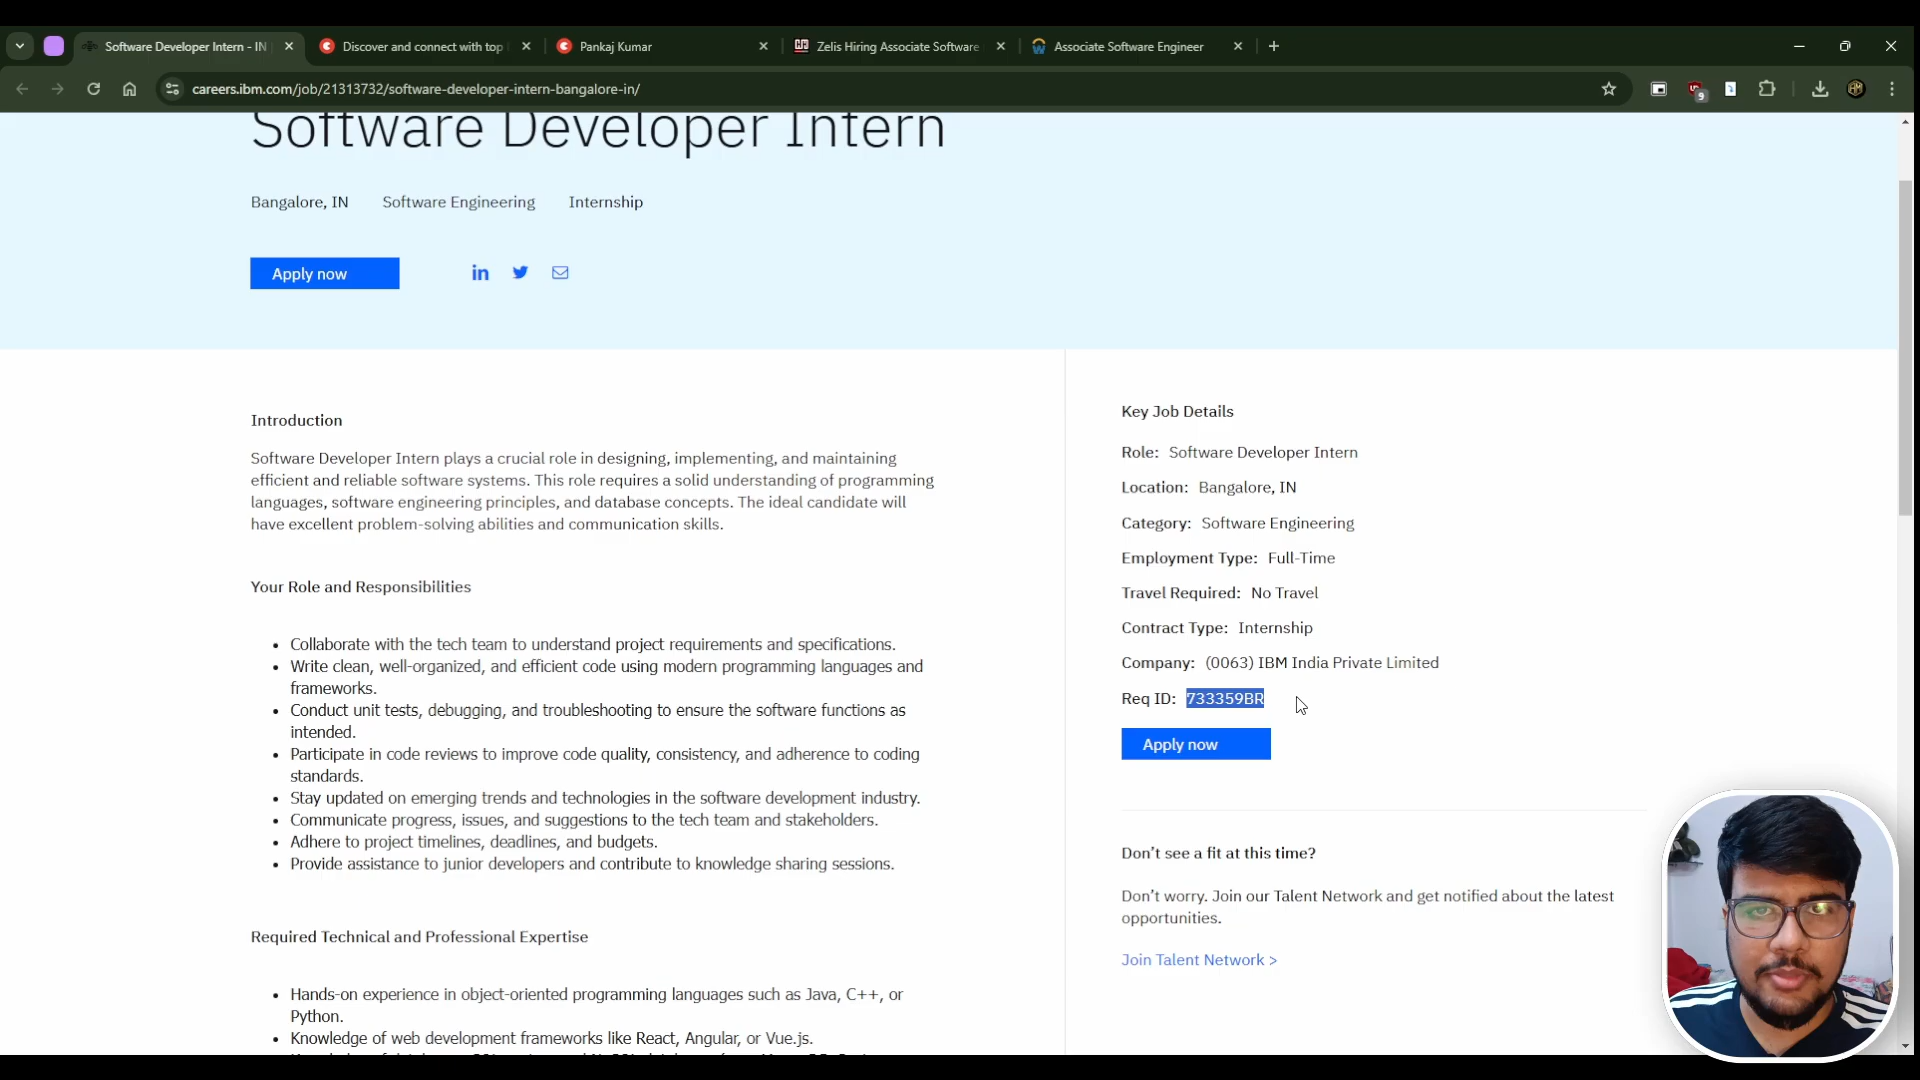 Software Developer Intern - IN
Discover and connect with top
Pankaj Kumar
Zelis Hiring Associate Software
Associate Software Engineer
careers.ibm.com/job/21313732/software-developer-intern-bangalore-in/
9
Software Developer Intern
Bangalore, IN
Software Engineering
Internship
Apply now
in
Introduction
Software Developer Intern plays a crucial role in designing, implementing, and maintaining
efficient and reliable software systems. This role requires a solid understanding of programming
languages, software engineering principles, and database concepts. The ideal candidate will
have excellent problem-solving abilities and communication skills.
Your Role and Responsibilities
• Collaborate with the tech team to understand project requirements and specifications.
• Write clean, well-organized, and efficient code using modern programming languages and
frameworks.
• Conduct unit tests, debugging, and troubleshooting to ensure the software functions as
intended.
• Participate in code reviews to improve code quality, consistency, and adherence to coding
standards.
• Stay updated on emerging trends and technologies in the software development industry.
• Communicate progress, issues, and suggestions to the tech team and stakeholders.
• Adhere to project timelines, deadlines, and budgets.
• Provide assistance to junior developers and contribute to knowledge sharing sessions.
Required Technical and Professional Expertise
• Hands-on experience in object-oriented programming languages such as Java, C++, or
Python.
• Knowledge of web development frameworks like React, Angular, or Vue.js.
Key Job Details
Role: Software Developer Intern
Location: Bangalore, IN
Category: Software Engineering
Employment Type: Full-Time
Travel Required: No Travel
Contract Type: Internship
Company: (0063) IBM India Private Limited
Req ID: 733359BR
Apply now
Don't see a fit at this time?
Don't worry. Join our Talent Network and get notified about the latest
opportunities.
Join Talent Network >